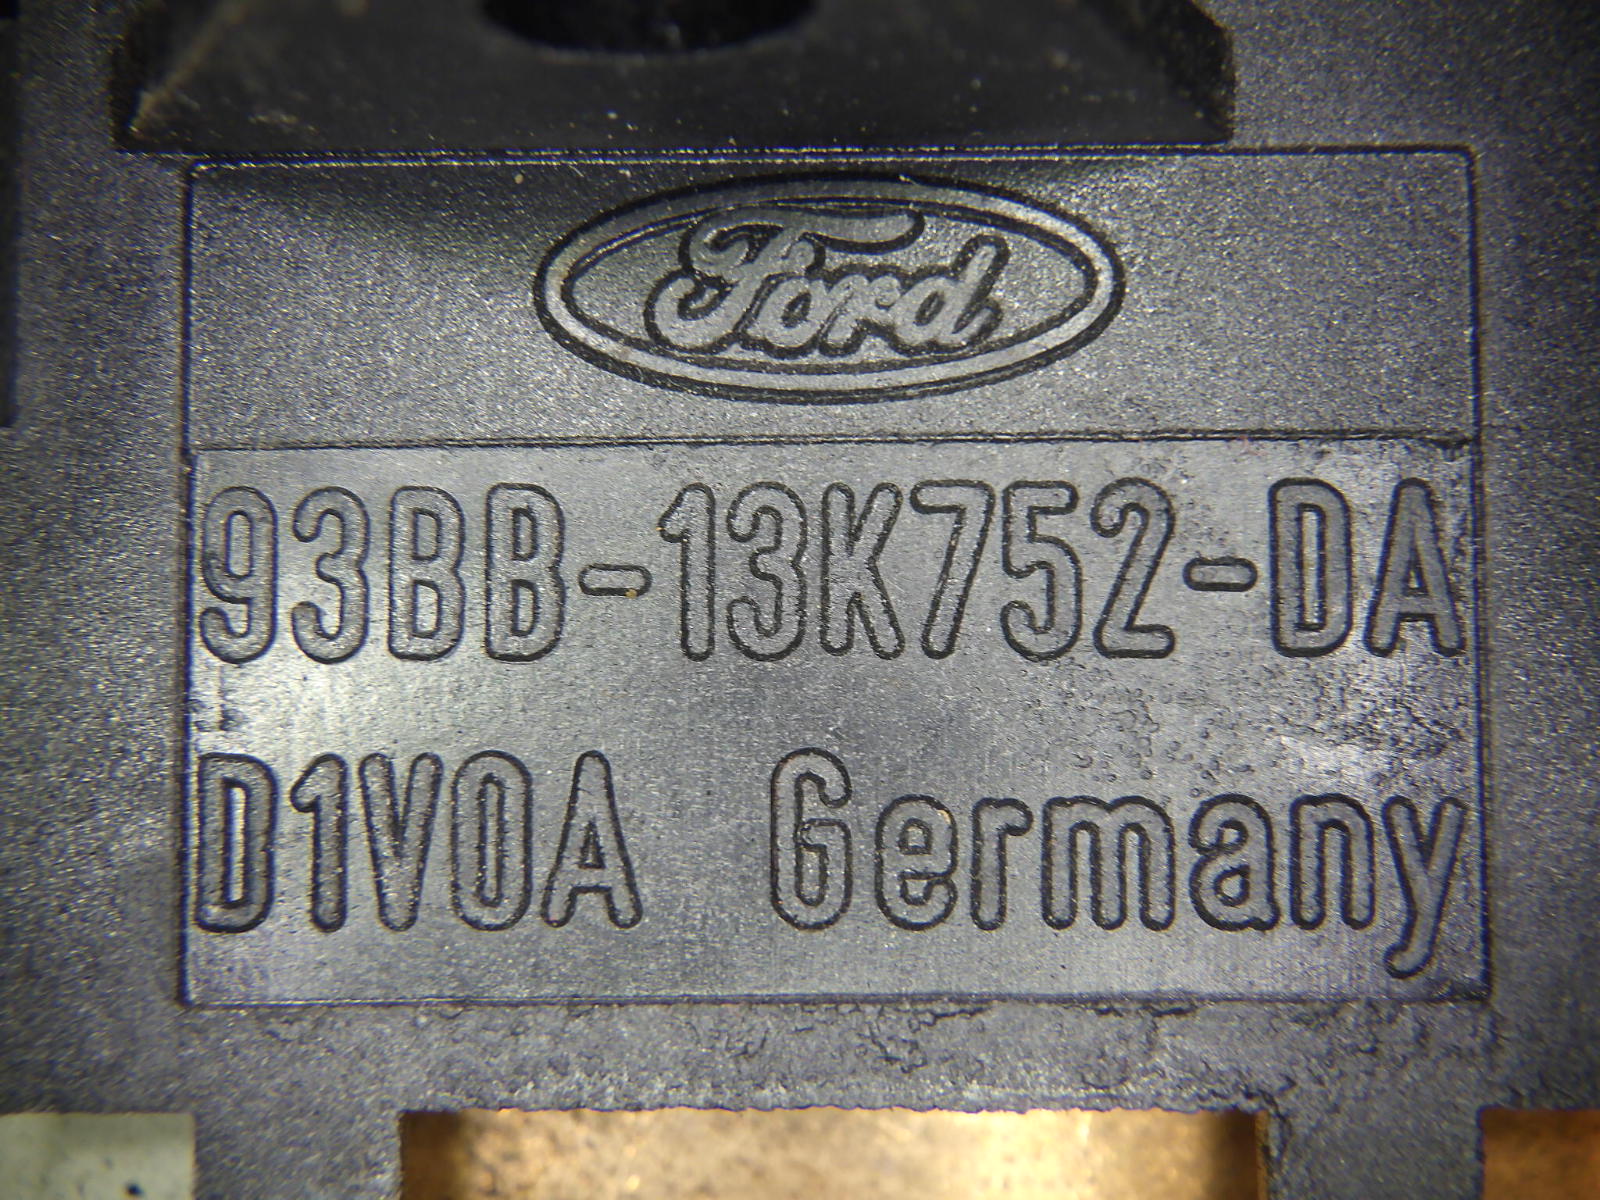 Ford
93BB-13K752-DA
D1V0A Germany